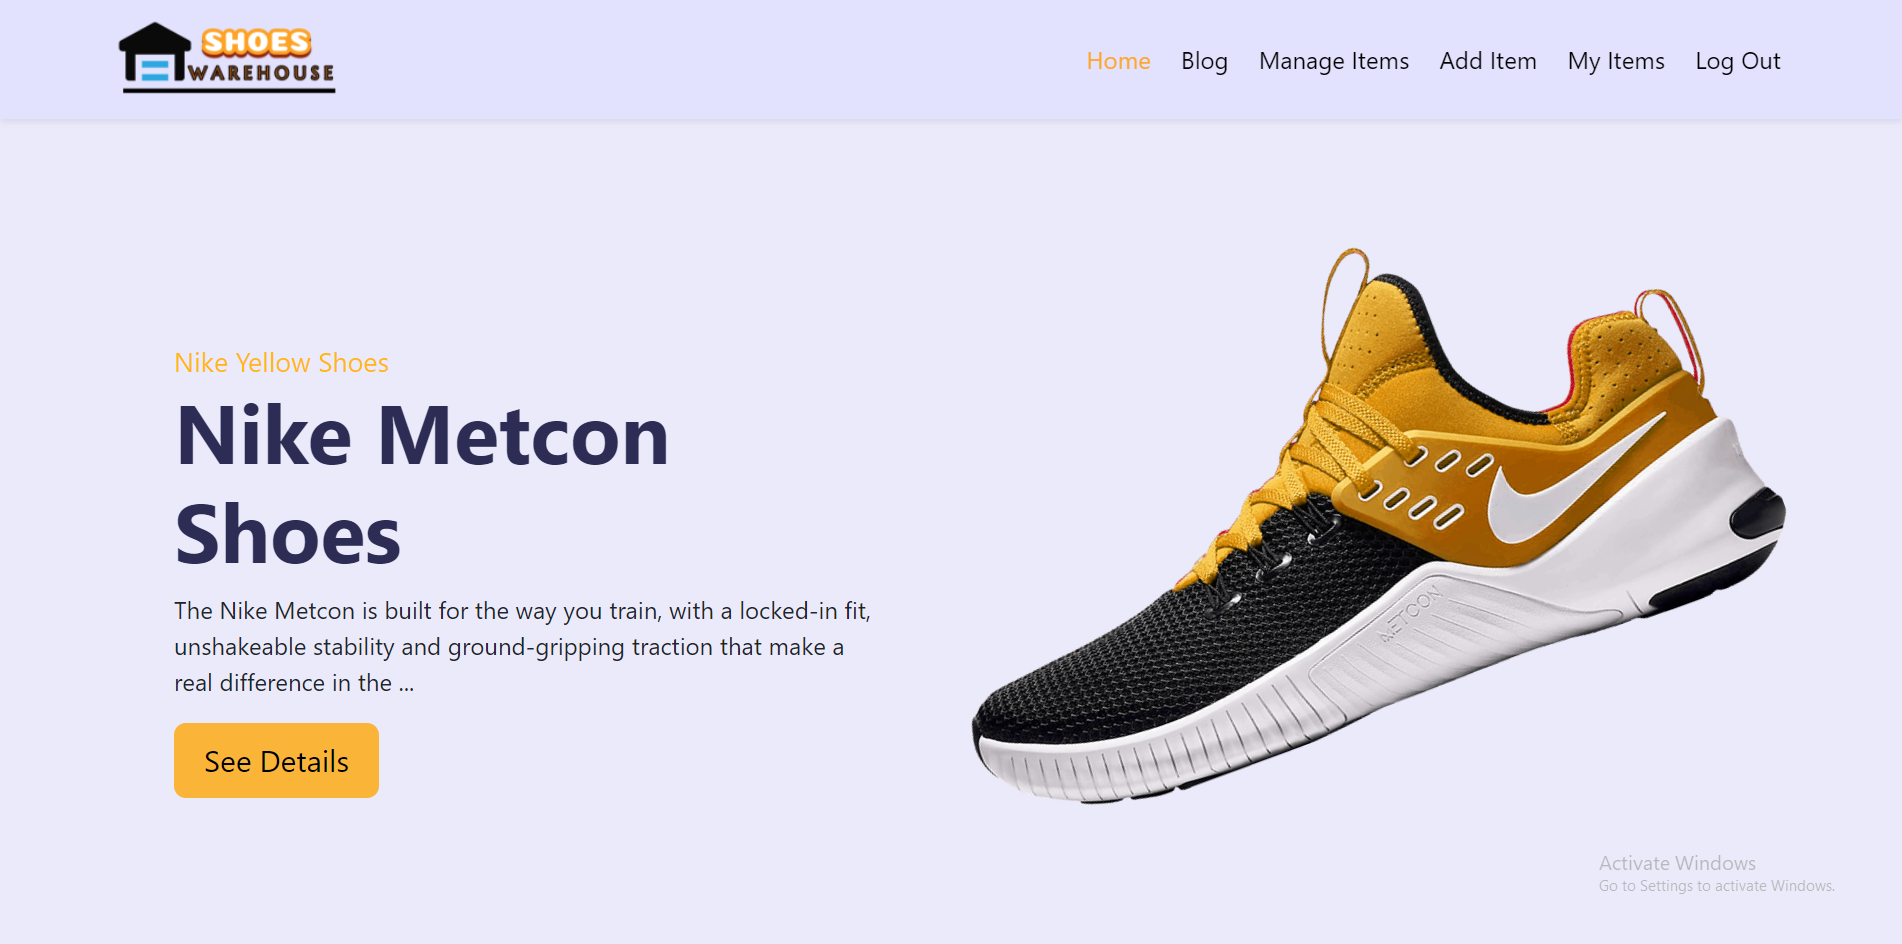 SHOES
WAREHOUSE
Home Blog Manage Items Add Item My Items Log Out
Nike Yellow Shoes
Nike Metcon
Shoes
The Nike Metcon is built for the way you train, with a locked-in fit,
unshakeable stability and ground-gripping traction that make a
real difference in the ...
See Details
METCON
Activate Windows
Go to Settings to activate Windows.